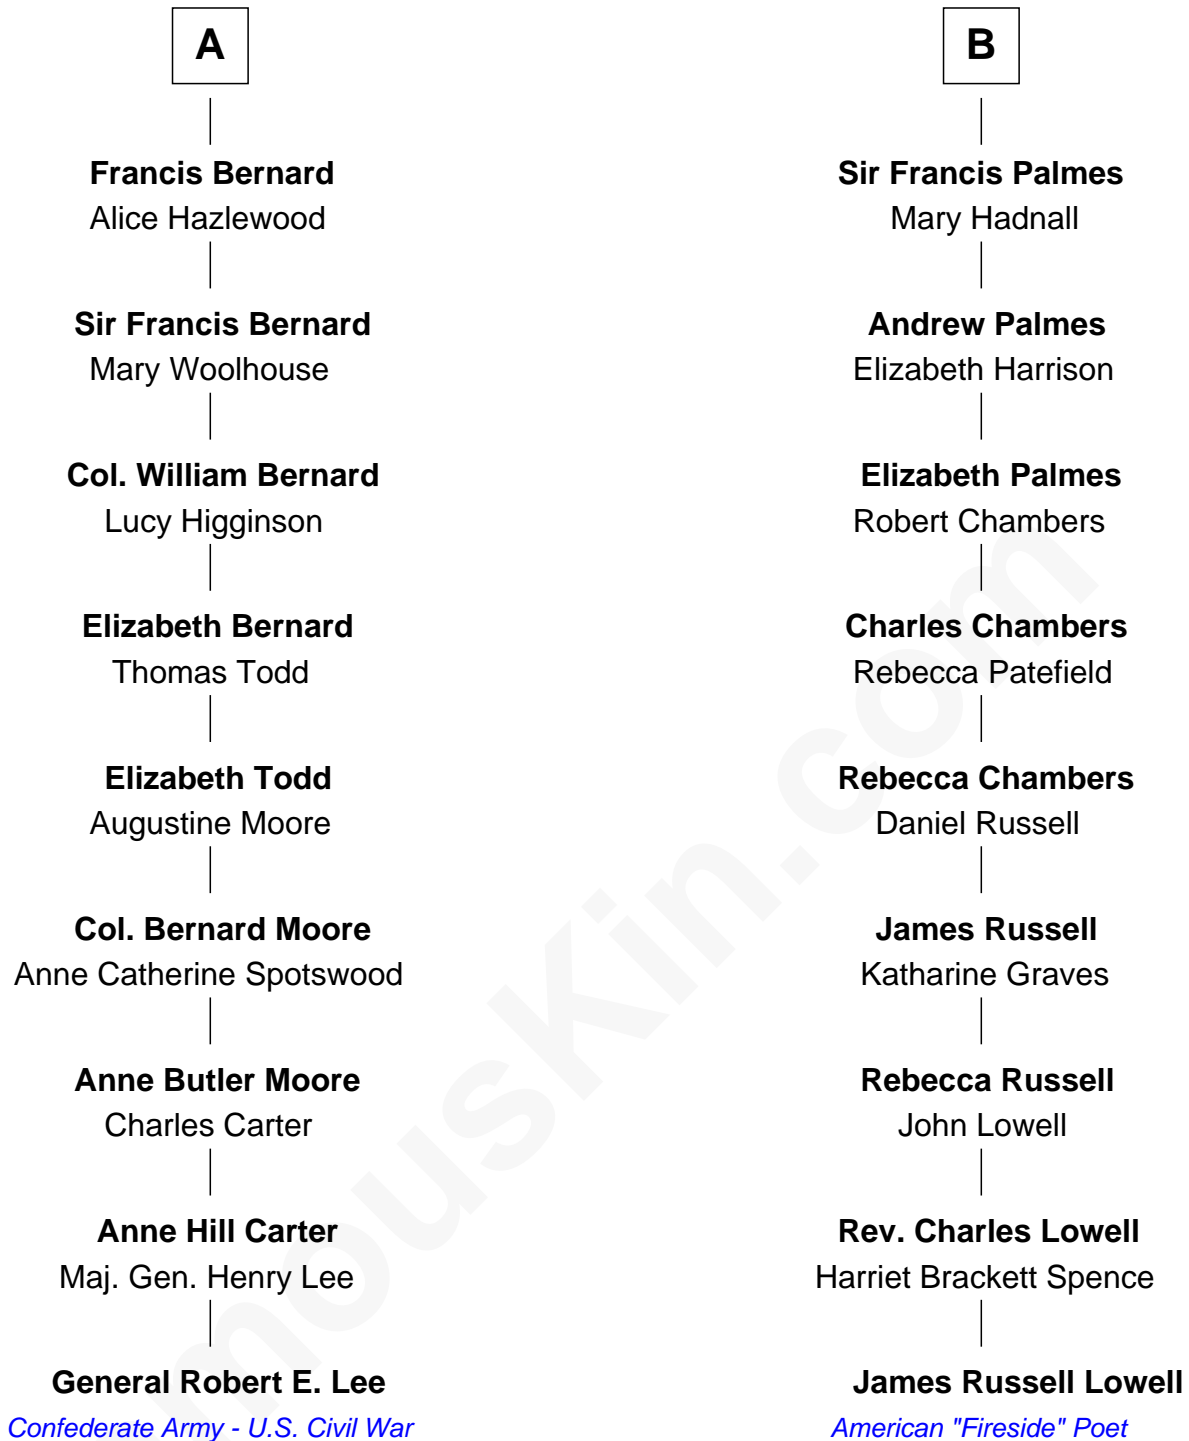 A
Francis Bernard
Alice Hazlewood
Sir Francis Bernard
Mary Woolhouse
Col. William Bernard
Lucy Higginson
Elizabeth Bernard
Thomas Todd
Elizabeth Todd
Augustine Moore
Col. Bernard Moore
Anne Catherine Spotswood
Anne Butler Moore
Charles Carter
Anne Hill Carter
Maj. Gen. Henry Lee
General Robert E. Lee
Confederate Army - U.S. Civil War
B
Sir Francis Palmes
Mary Hadnall
Andrew Palmes
Elizabeth Harrison
Elizabeth Palmes
Robert Chambers
Charles Chambers
Rebecca Patefield
Rebecca Chambers
Daniel Russell
James Russell
Katharine Graves
Rebecca Russell
John Lowell
Rev. Charles Lowell
Harriet Brackett Spence
James Russell Lowell
American "Fireside" Poet
mousKin.com